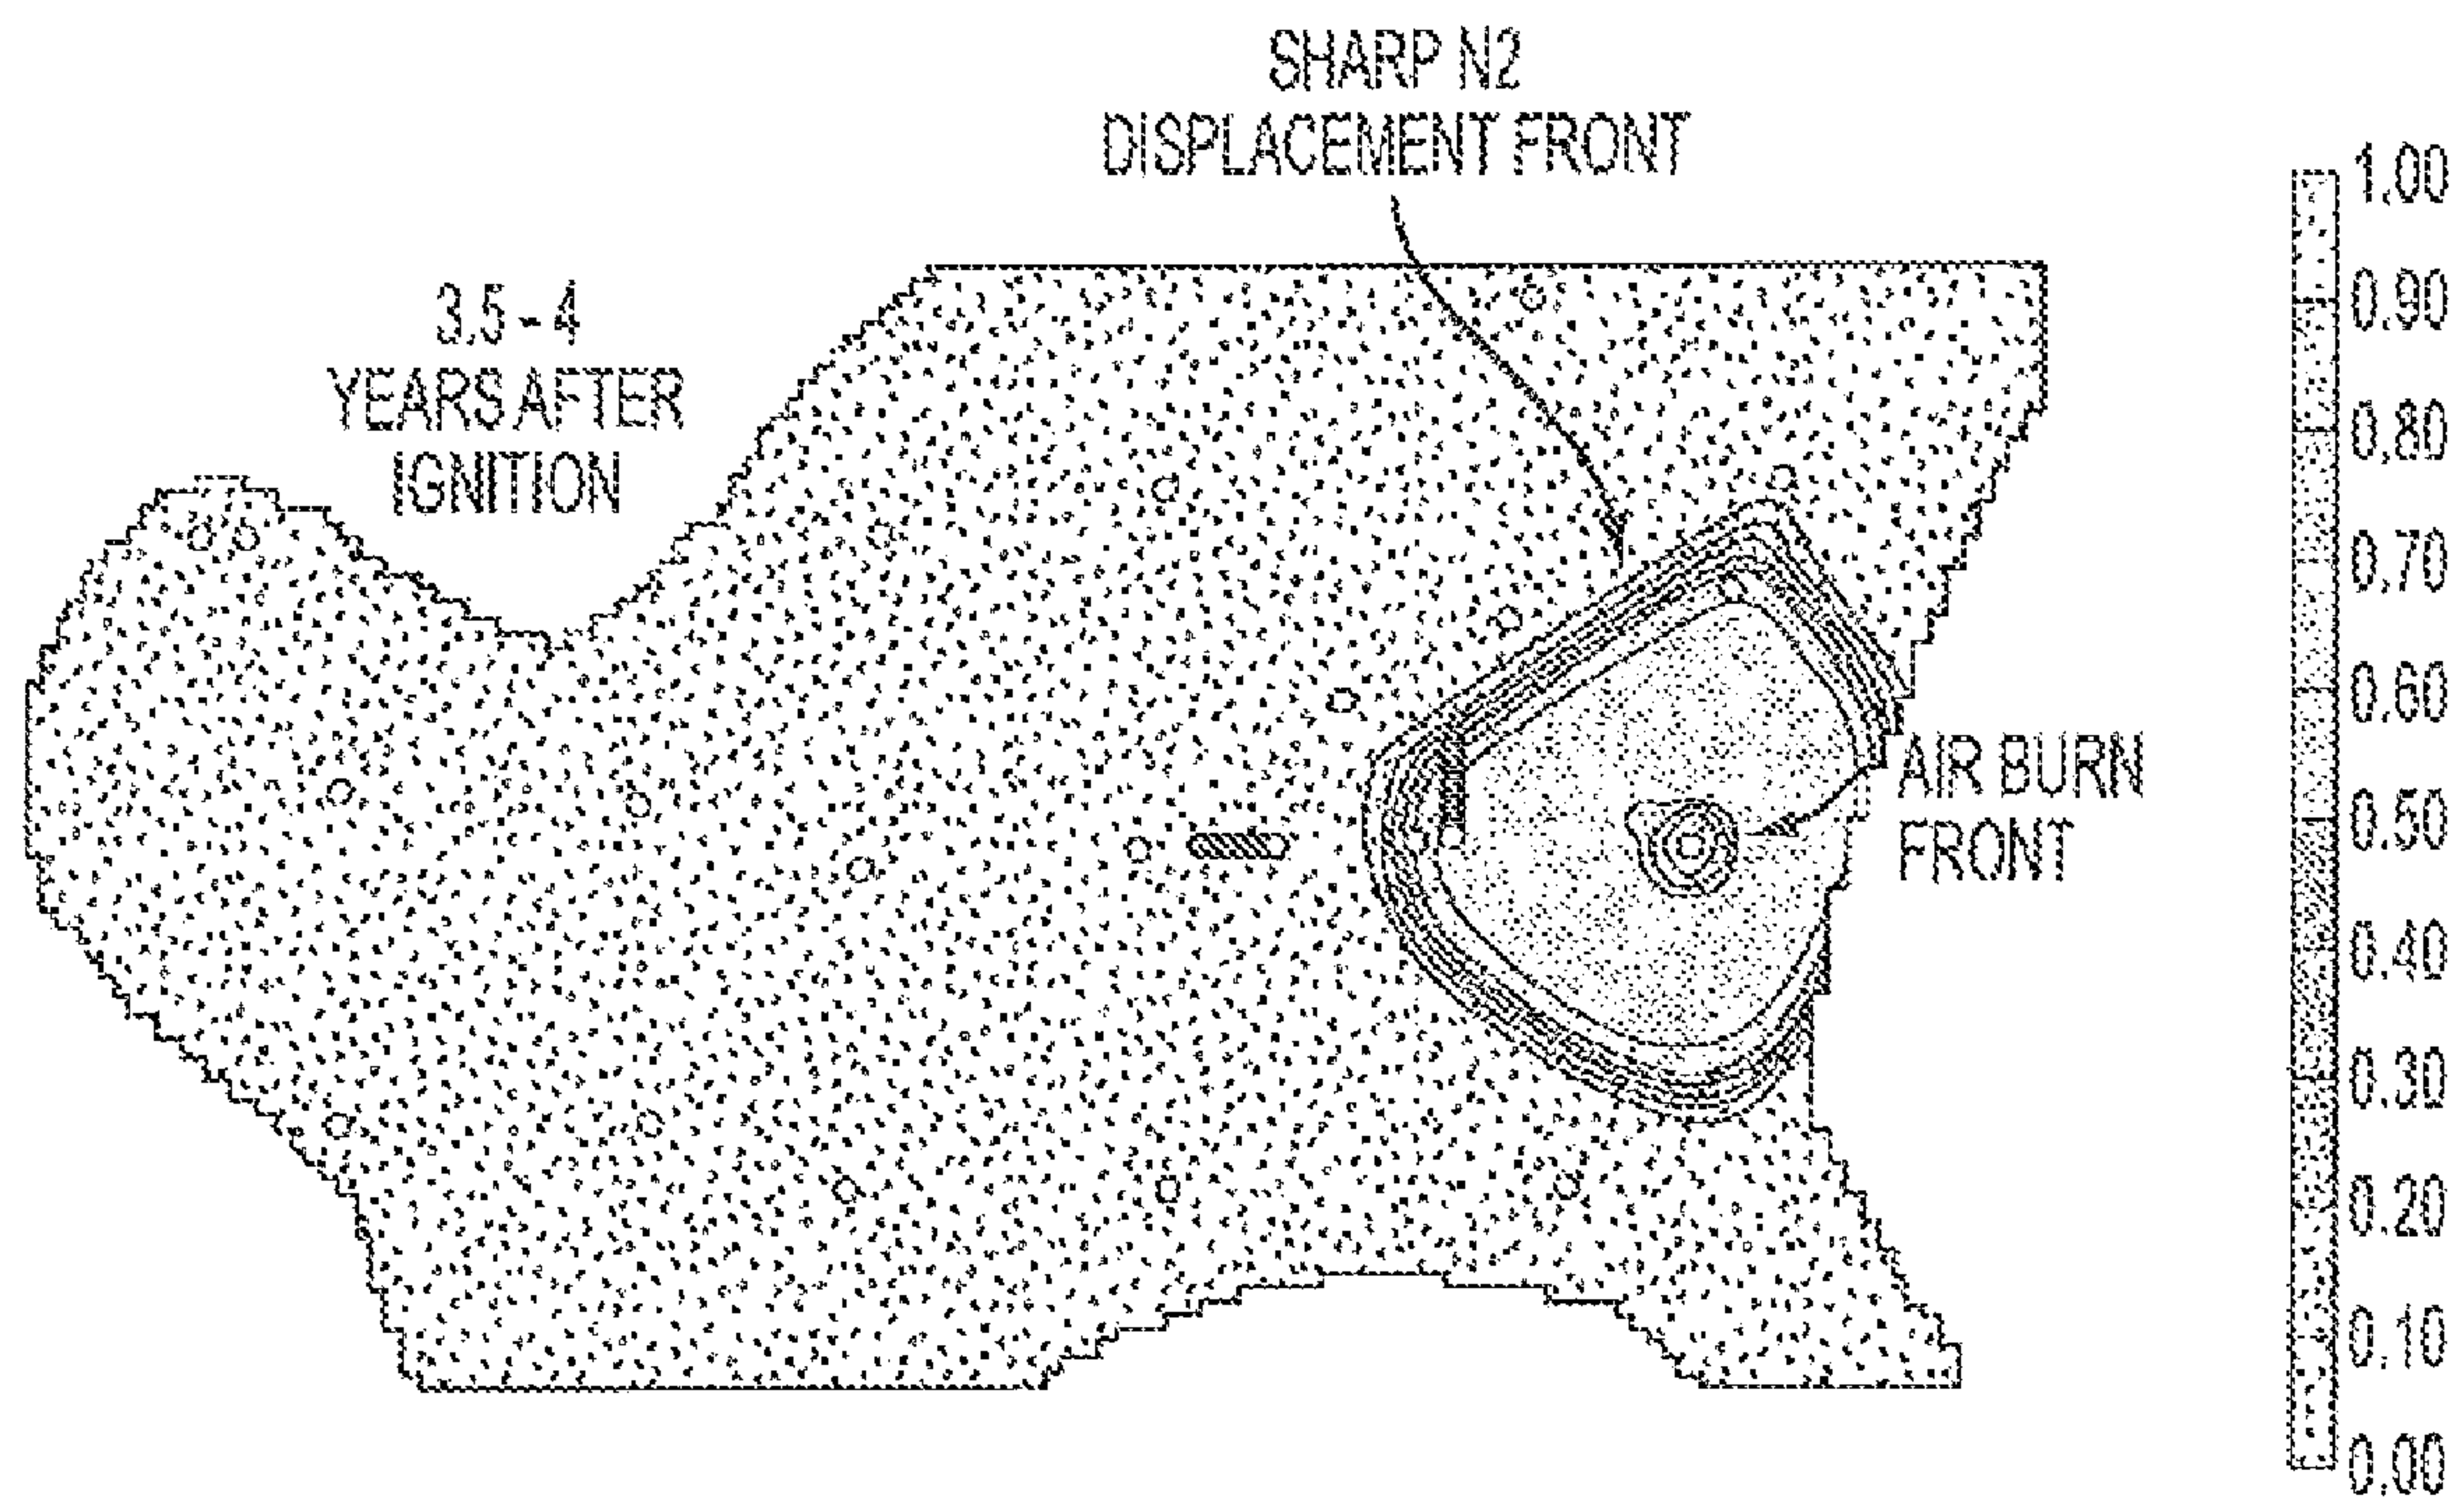 SHARP N2
DISPLACEMENT FRONT
3.5 - 4
YEARS AFTER
IGNITION
AIR BURN
FRONT
1.00
0.90
0.80
0.70
0.60
0.50
0.40
0.30
0.20
0.10
0.00